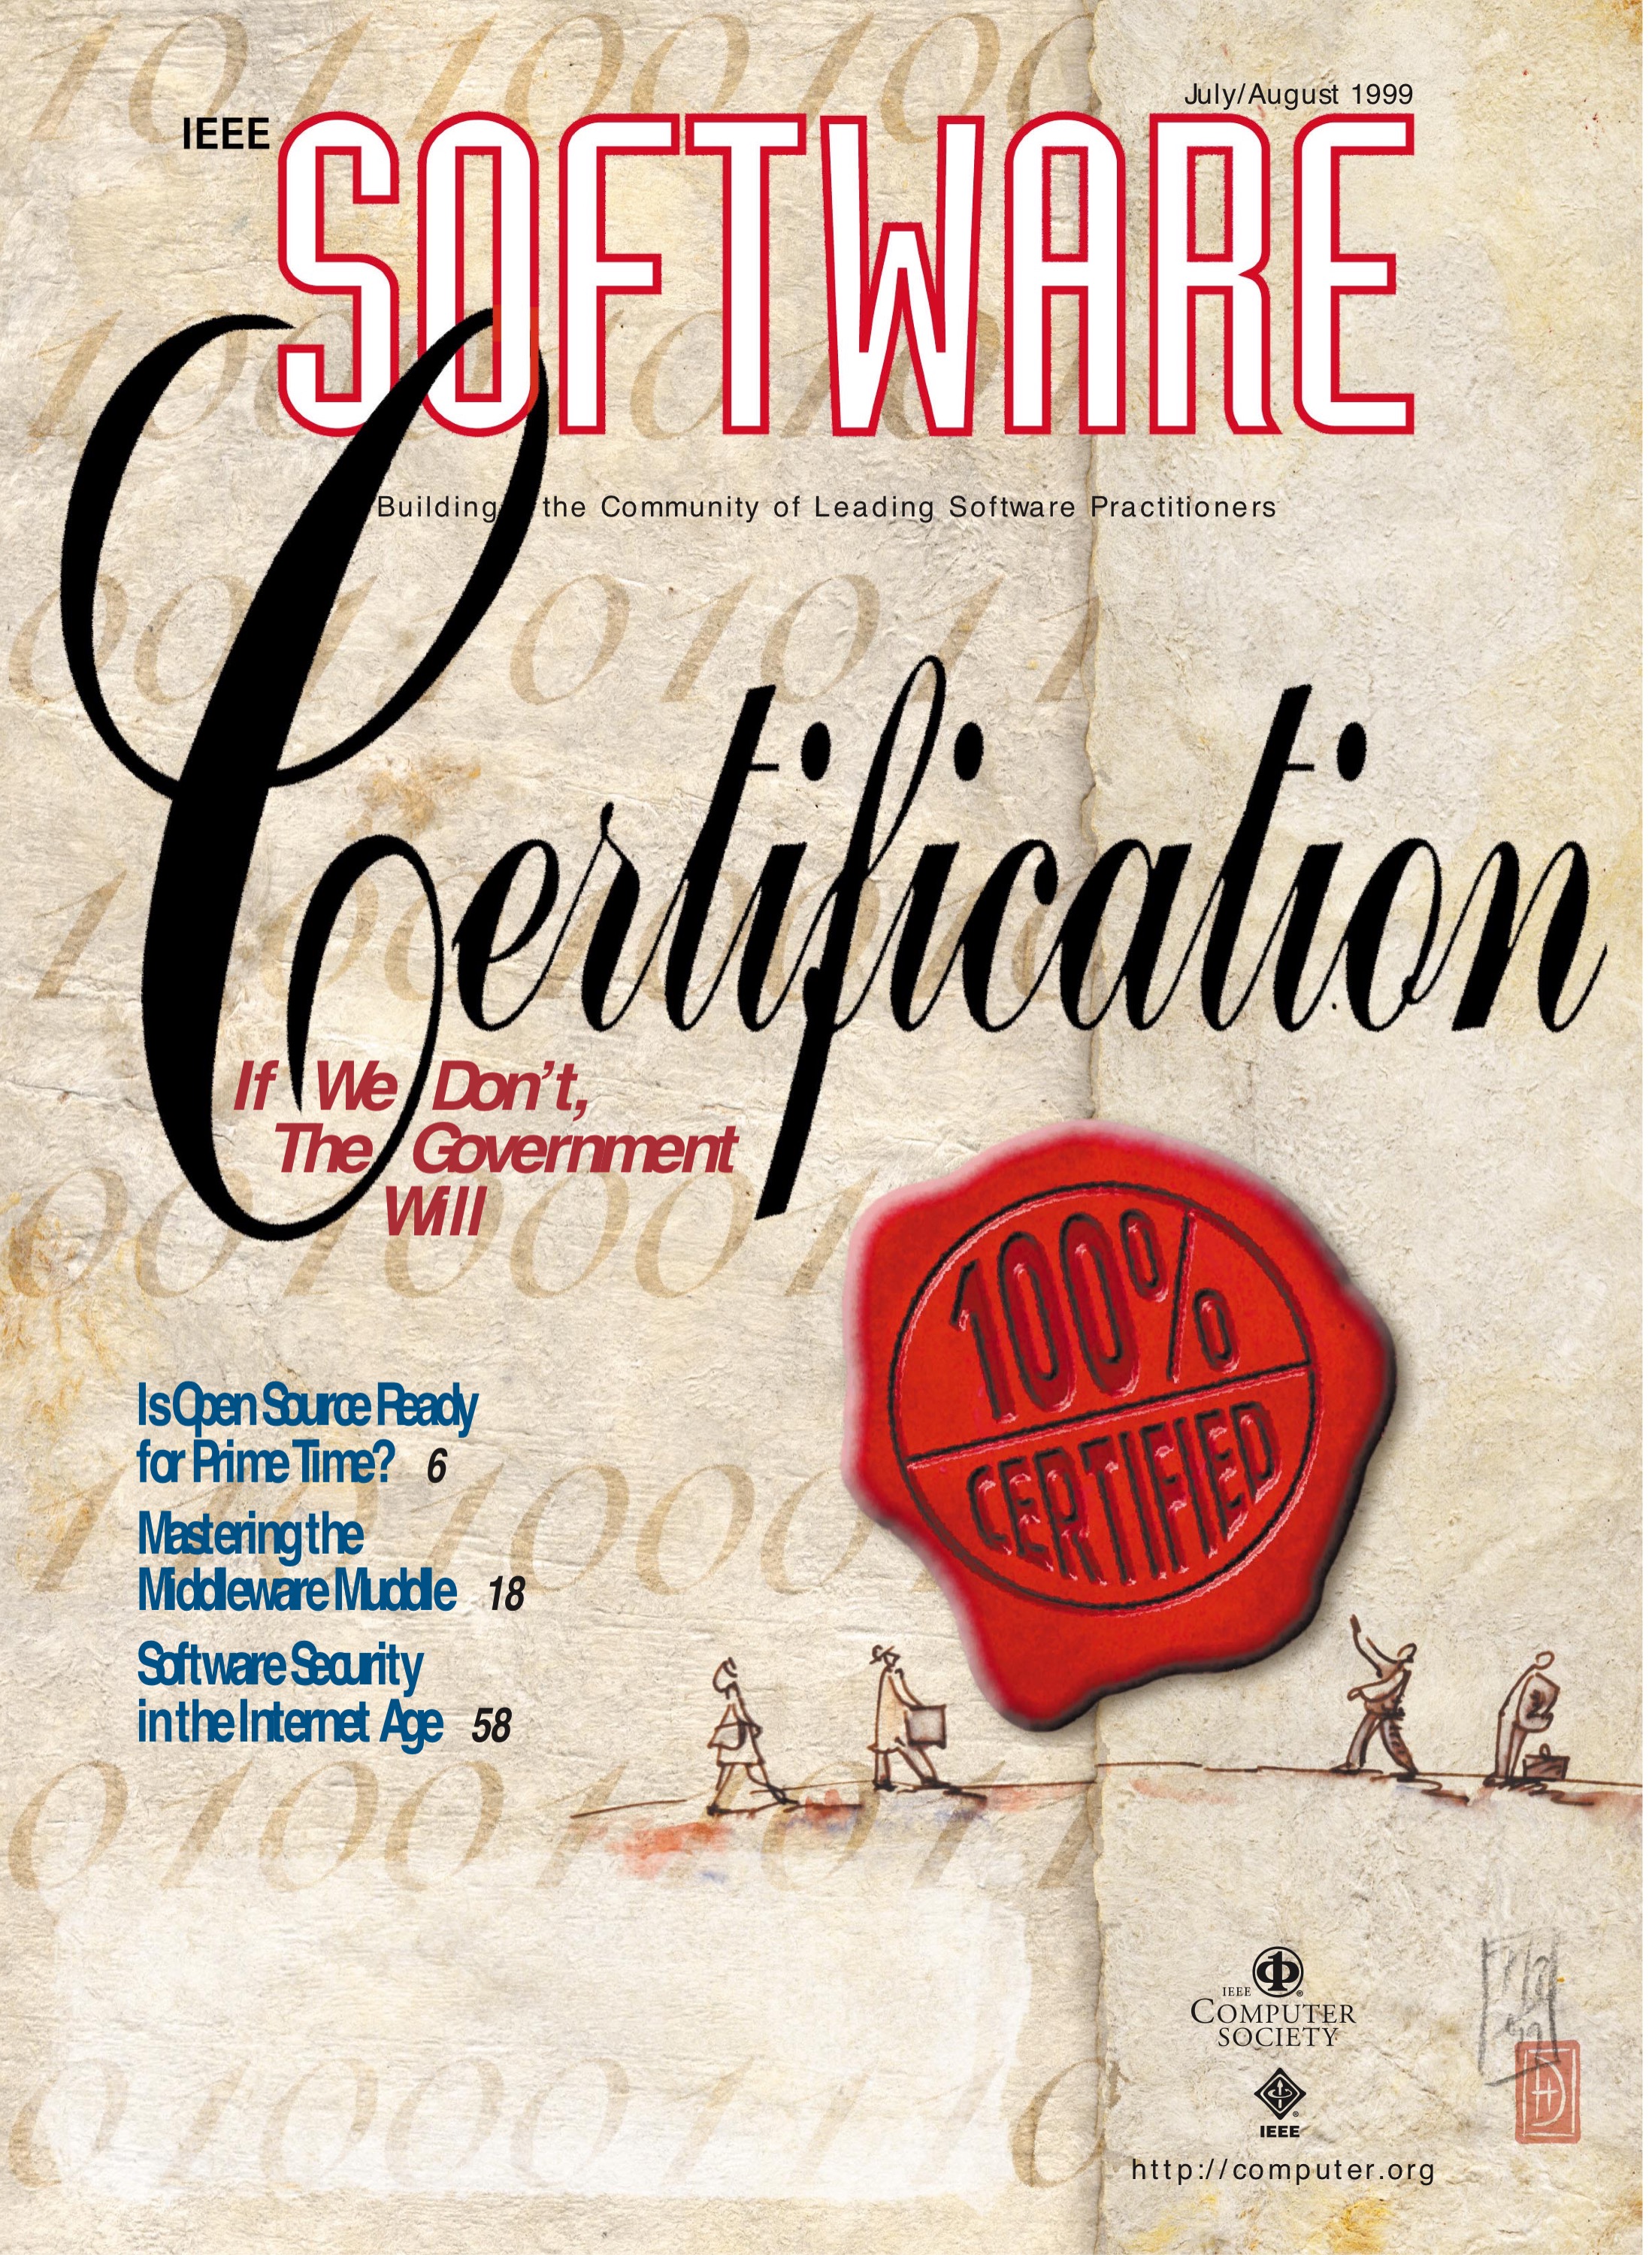 July/August 1999
IEEE
SOFTWARE
Building the Community of Leading Software Practitioners
Certification
If We Don't,
The Government
Will
100%
CERTIFIED
Is Open Source Ready
for Prime Time? 6
Mastering the
Middleware Muddle 18
Software Security
in the Internet Age 58
IEEE
COMPUTER
SOCIETY
IEEE
http://computer.org